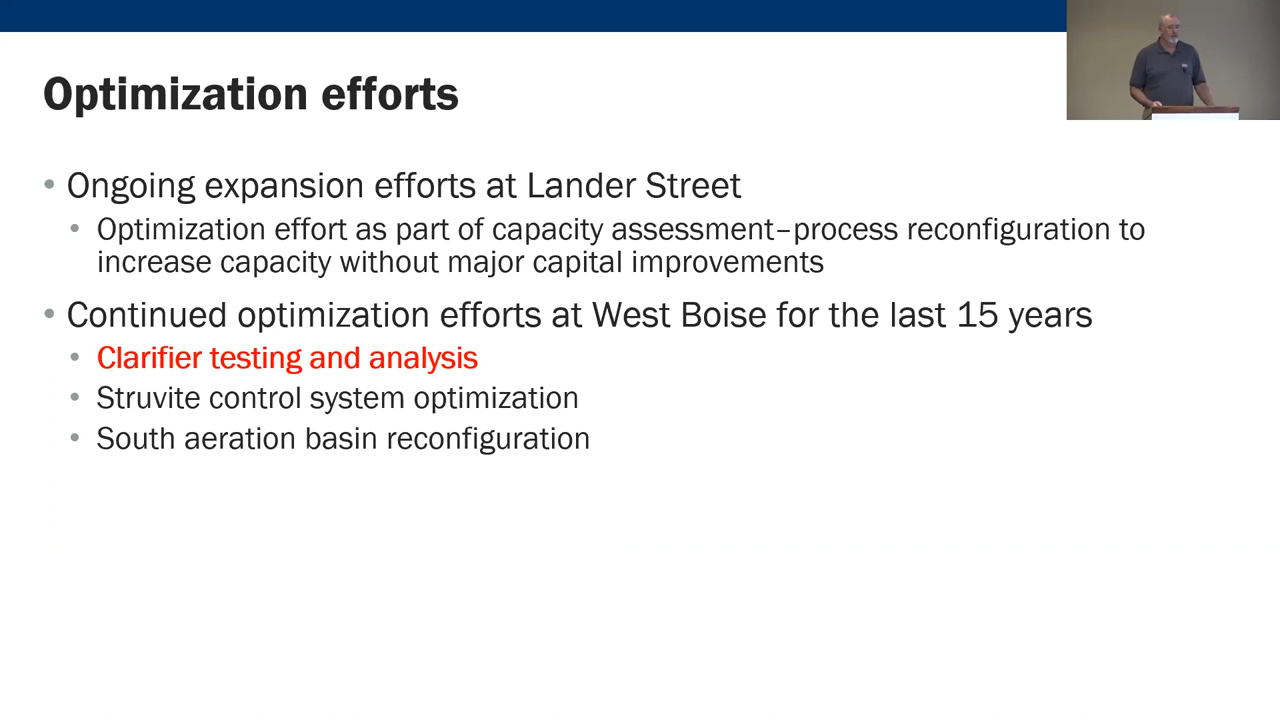 Optimization efforts
• Ongoing expansion efforts at Lander Street
• Optimization effort as part of capacity assessment–process reconfiguration to
increase capacity without major capital improvements
• Continued optimization efforts at West Boise for the last 15 years
• Clarifier testing and analysis
• Struvite control system optimization
• South aeration basin reconfiguration